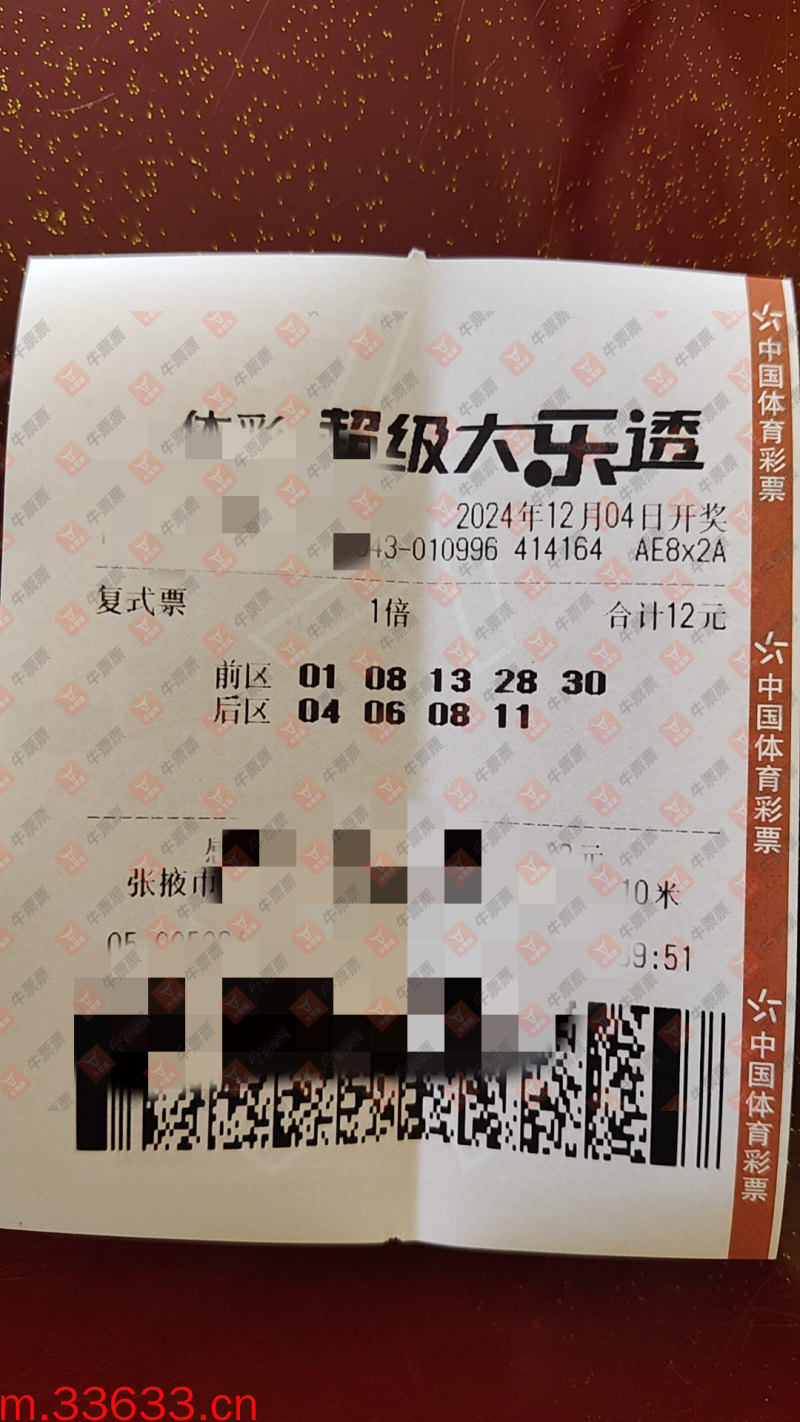 体彩 超级大乐透
2024年12月04日开奖
43-010996 414164 AE8x2A
复式票 1倍 合计12元
前区 01 08 13 28 30
后区 04 06 08 11
元
张掖市 10米
05 9:51
中国体育彩票
中国体育彩票
中国体育彩票
牛票票
m.33633.cn